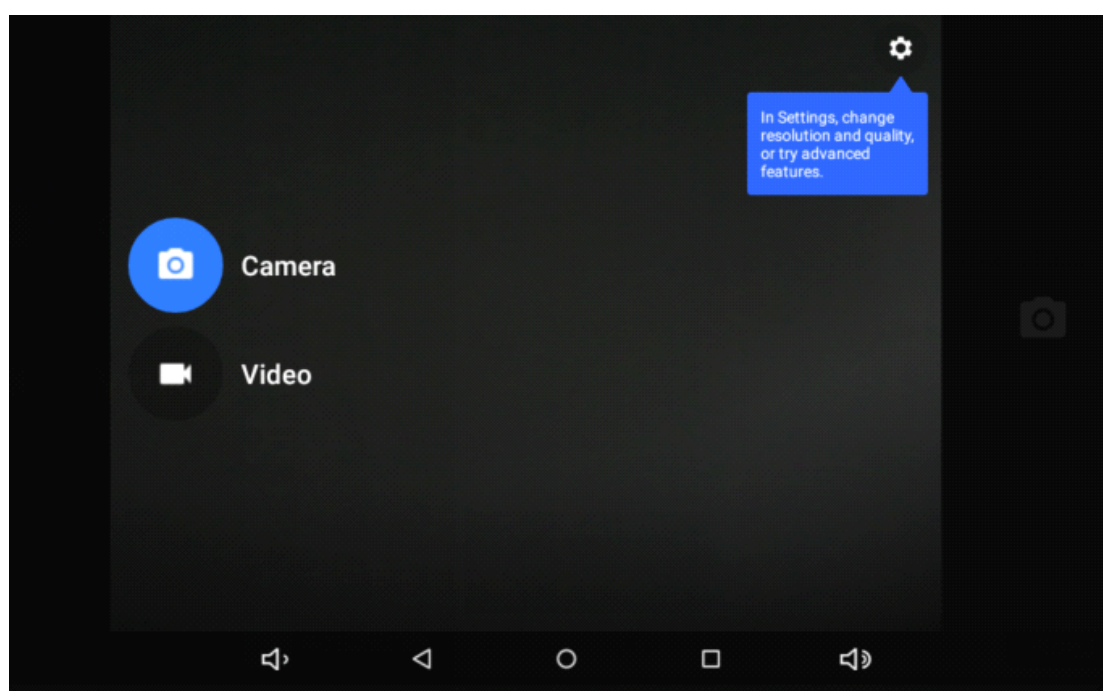 In Settings, change
resolution and quality,
or try advanced
features.
Camera
Video